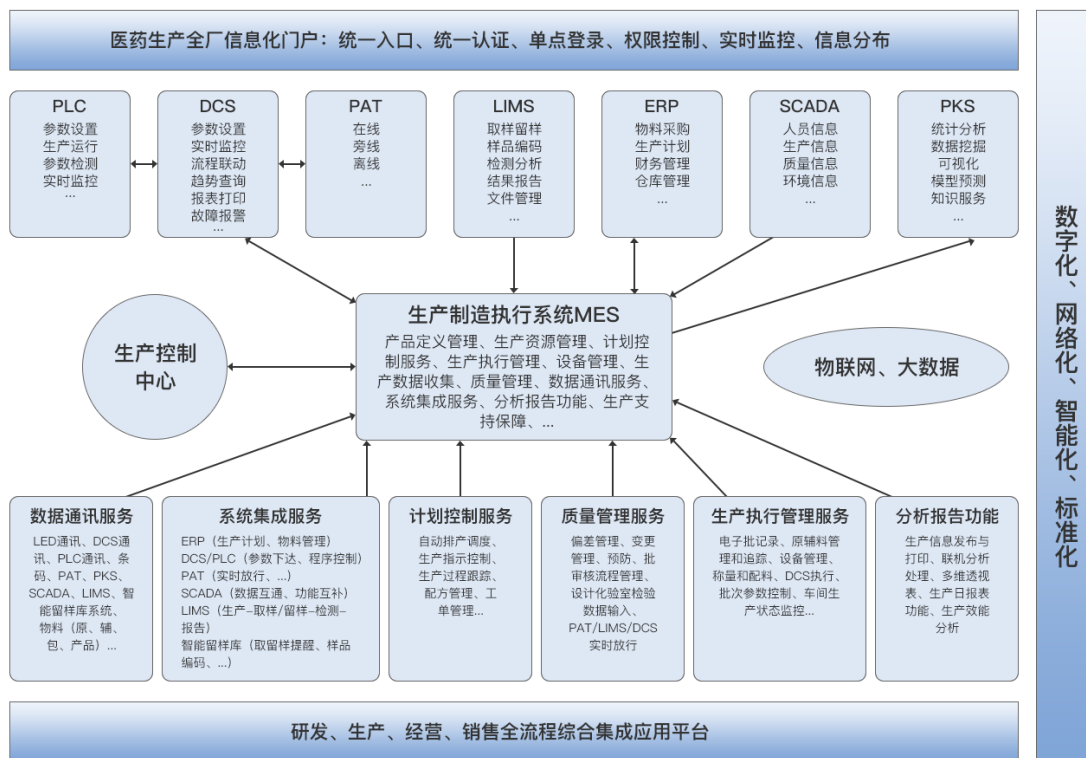 医药生产全厂信息化门户：统一入口、统一认证、单点登录、权限控制、实时监控、信息分布
PLC
参数设置
生产运行
参数检测
实时监控
...
DCS
参数设置
实时监控
流程联动
趋势查询
报表打印
故障报警
...
PAT
在线
旁线
离线
...
LIMS
取样留样
样品编码
检测分析
结果报告
文件管理
...
ERP
物料采购
生产计划
财务管理
仓库管理
...
SCADA
人员信息
生产信息
质量信息
环境信息
...
PKS
统计分析
数据挖掘
可视化
模型预测
知识服务
...
生产控制
中心
生产制造执行系统MES
产品定义管理、生产资源管理、计划
控制服务、生产执行管理、设备管理、生
产数据收集、质量管理、数据通讯服务、
系统集成服务、分析报告功能、生产支
持保障、...
物联网、大数据
数据通讯服务
LED通讯、DCS通
讯、PLC通讯、条
码、PAT、PKS、
SCADA、LIMS、智
能留样库系统、
物料（原、辅、
包、产品）...
系统集成服务
ERP（生产计划、物料管理）
DCS/PLC（参数下达、程序控制）
PAT（实时放行、...）
SCADA（数据互通、功能互补）
LIMS（生产–取样/留样–检测–
报告）
智能留样库（取留样提醒、样品
编码、...）
计划控制服务
自动排产调度、
生产指示控制、
生产过程跟踪、
配方管理、工
单管理...
质量管理服务
偏差管理、变更
管理、预防、批
审核流程管理、
设计化验室检验
数据输入、
PAT/LIMS/DCS
实时放行
生产执行管理服务
电子批记录、原辅料管
理和追踪、设备管理、
称量和配料、DCS执行、
批次参数控制、车间生
产状态监控...
分析报告功能
生产信息发布与
打印、联机分析
处理、多维透视
表、生产日报表
功能、生产效能
分析
研发、生产、经营、销售全流程综合集成应用平台
数字化、网络化、智能化、标准化